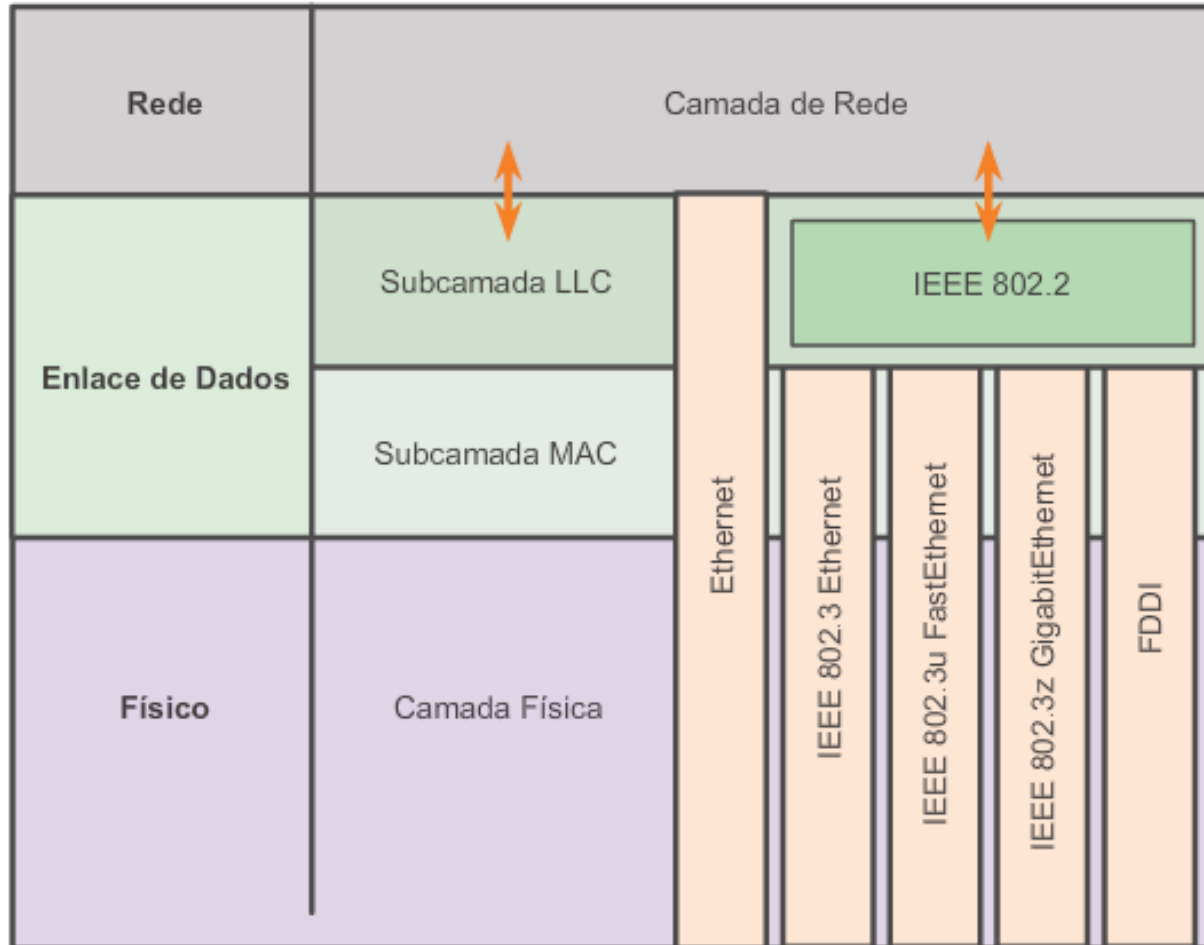 Rede
Camada de Rede
Subcamada LLC
IEEE 802.2
Enlace de Dados
Subcamada MAC
Ethernet
IEEE 802.3 Ethernet
IEEE 802.3u FastEthernet
IEEE 802.3z GigabitEthernet
FDDI
Físico
Camada Física